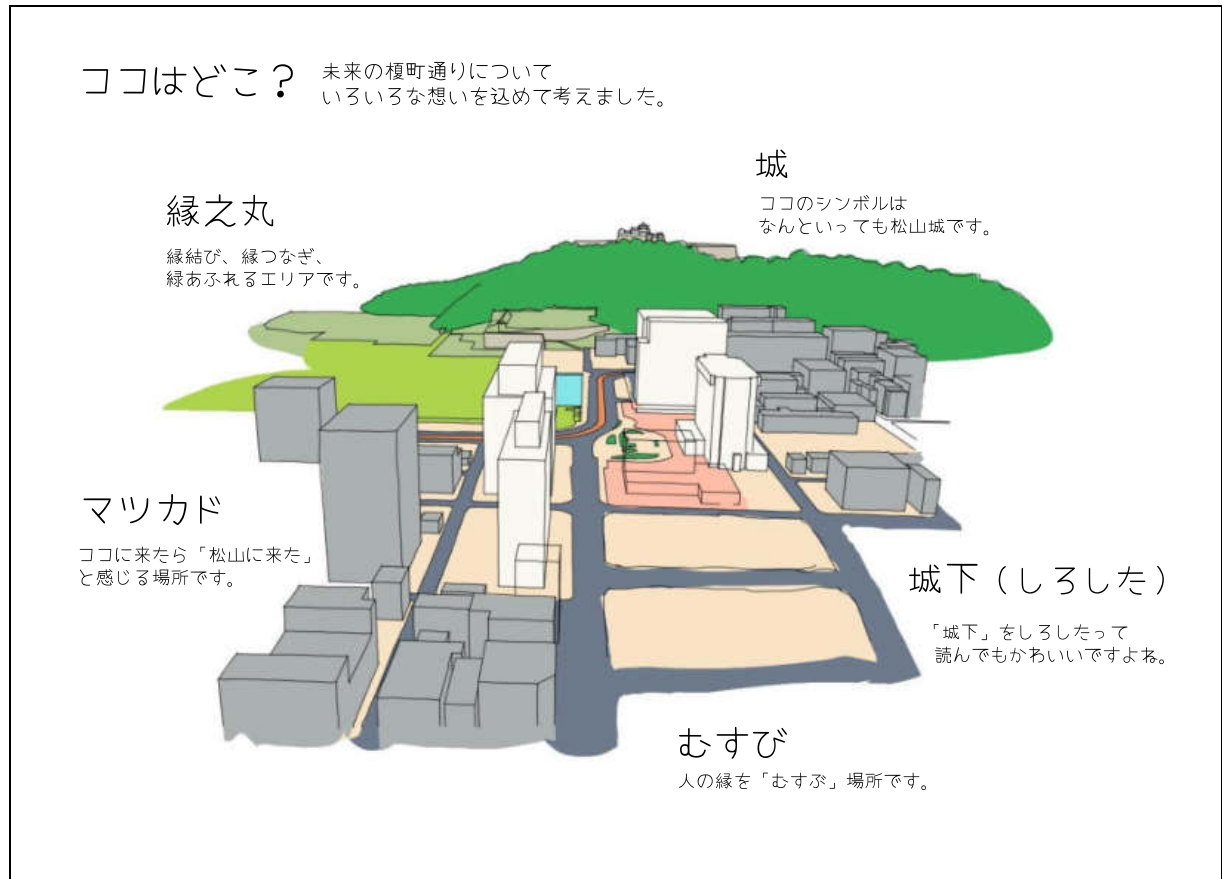 ココはどこ？
未来の榎町通りについて
いろいろな想いを込めて考えました。
城
ココのシンボルは
なんといっても松山城です。
縁之丸
縁結び、縁つなぎ、
緑あふれるエリアです。
マツカド
ココに来たら「松山に来た」
と感じる場所です。
城下（しろした）
「城下」をしろしたって
読んでもかわいいですよね。
むすび
人の縁を「むすぶ」場所です。